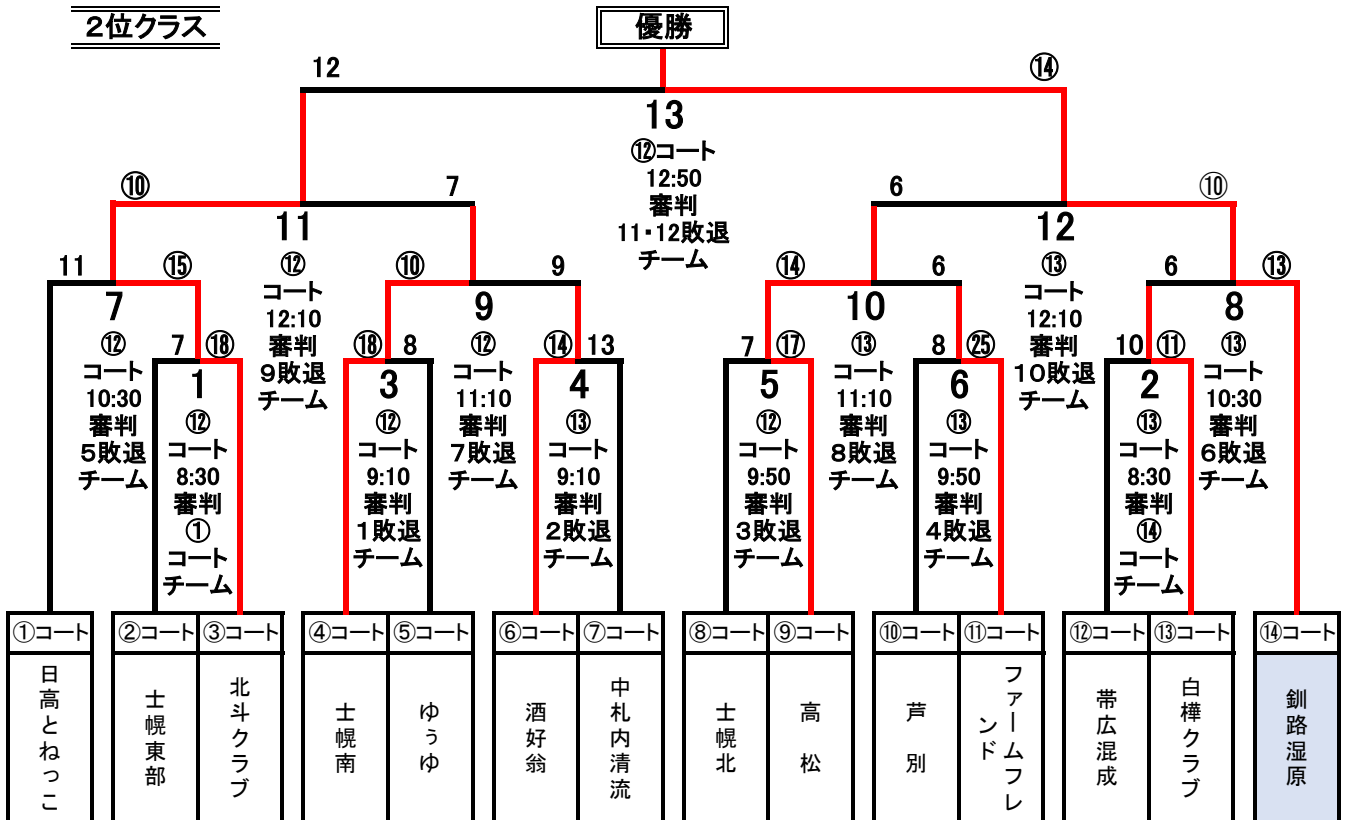 2位クラス
優勝
12
⑭
13
⑫コート
12:50
審判
11・12敗退
チーム
⑩
7
11
⑫
コート
12:10
審判
9敗退
チーム
6
⑩
12
⑬
コート
12:10
審判
10敗退
チーム
11
⑮
7
⑫
コート
10:30
審判
5敗退
チーム
⑩
9
9
⑫
コート
11:10
審判
7敗退
チーム
⑭
6
10
⑬
コート
11:10
審判
8敗退
チーム
6
⑬
8
⑬
コート
10:30
審判
6敗退
チーム
7
⑱
1
⑫
コート
8:30
審判
①
コート
チーム
⑱
8
3
⑫
コート
9:10
審判
1敗退
チーム
⑭
13
4
⑬
コート
9:10
審判
2敗退
チーム
7
⑰
5
⑫
コート
9:50
審判
3敗退
チーム
8
㉕
6
⑬
コート
9:50
審判
4敗退
チーム
10
⑪
2
⑬
コート
8:30
審判
⑭
コート
チーム
①コート
日高とねっこ
②コート
士幌東部
③コート
北斗クラブ
④コート
士幌南
⑤コート
ゆぅゆ
⑥コート
酒好翁
⑦コート
中札内清流
⑧コート
士幌北
⑨コート
高松
⑩コート
芦別
⑪コート
ファームフレ
ンド
⑫コート
帯広混成
⑬コート
白樺クラブ
⑭コート
釧路湿原